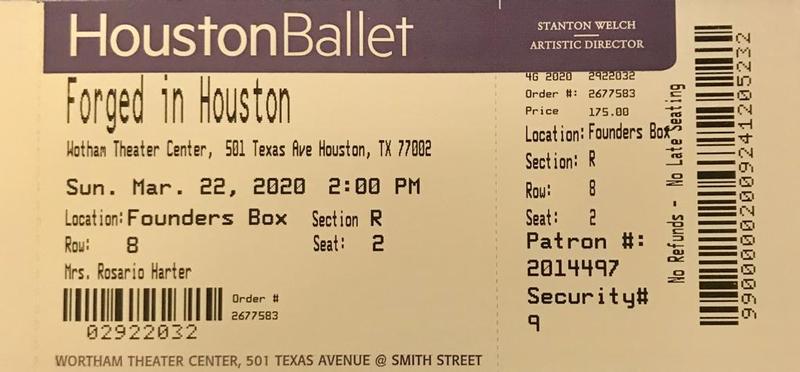 HoustonBallet
Forged in Houston
Wotham Theater Center, 501 Texas Ave Houston, TX 77002
Sun. Mar. 22, 2020 2:00 PM
Location: Founders Box Section R
Row: 8 Seat: 2
Mrs. Rosario Harter
Order #
2677583
02922032
WORTHAM THEATER CENTER, 501 TEXAS AVENUE @ SMITH STREET
STANTON WELCH
ARTISTIC DIRECTOR
4G 2020 2922032
Order #: 2677583
Price 175.00
Location: Founders Box
Section: R
Row: 8
Seat: 2
Patron #:
2014497
Security#
9
No Refunds - No Late Seating
990000002009241205232